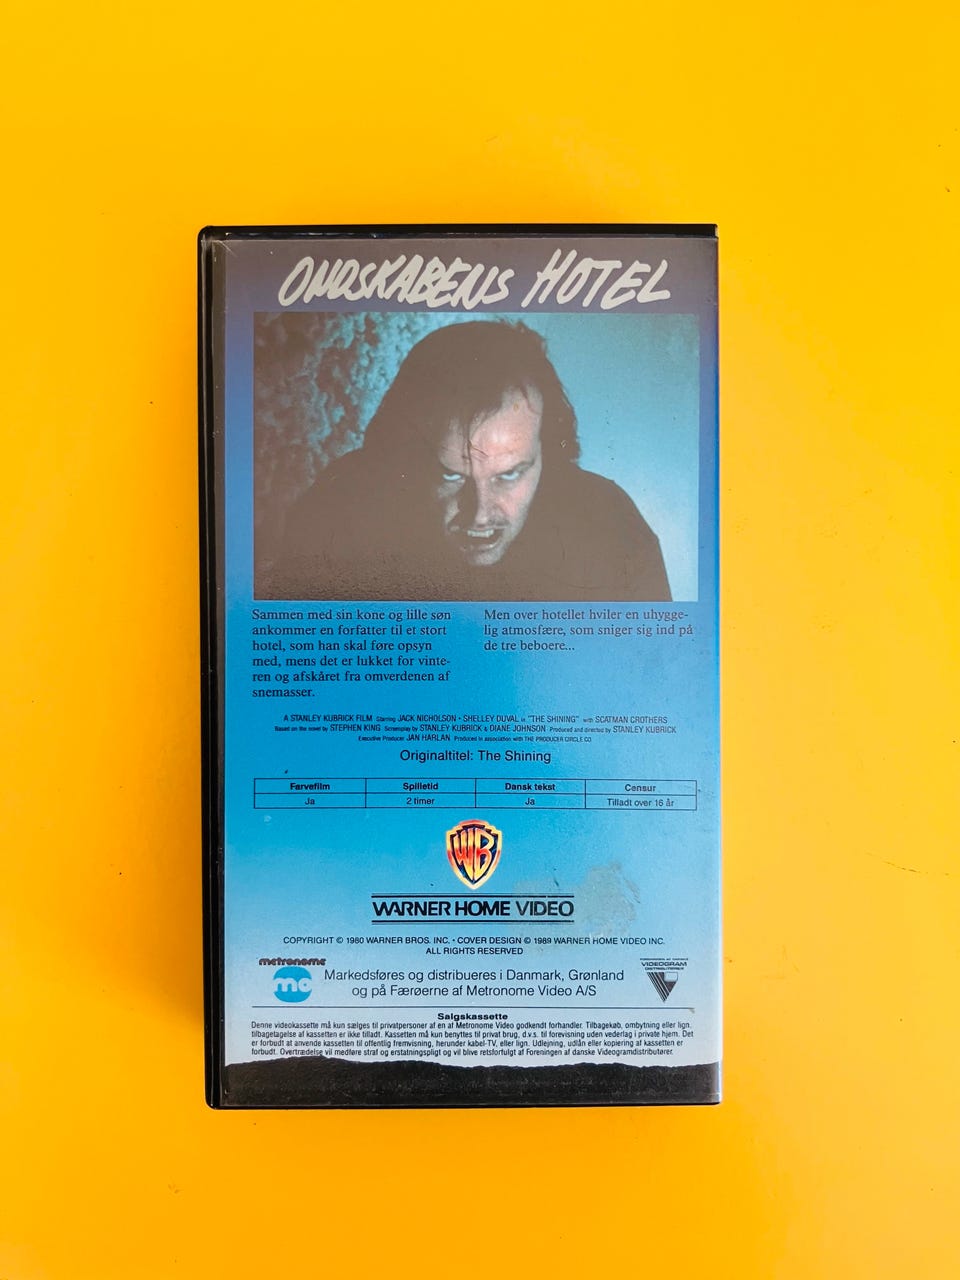 ONDSKABENS HOTEL
Sammen med sin kone og lille søn
ankommer en forfatter til et stort
hotel, som han skal føre opsyn
med, mens det er lukket for vinte-
ren og afskåret fra omverdenen af
snemasser.
Men over hotellet hviler en uhygge-
lig atmosfære, som sniger sig ind på
de tre beboere...
A STANLEY KUBRICK FILM Starring JACK NICHOLSON • SHELLEY DUVAL in "THE SHINING" with SCATMAN CROTHERS
Based on the novel by STEPHEN KING Screenplay by STANLEY KUBRICK & DIANE JOHNSON Produced and directed by STANLEY KUBRICK
Executive Producer JAN HARLAN Produced in association with THE PRODUCER CIRCLE CO
Originaltitel: The Shining
Farvefilm Spilletid Dansk tekst Censur
Ja 2 timer Ja Tilladt over 16 år
WB
WARNER HOME VIDEO
COPYRIGHT © 1980 WARNER BROS. INC. • COVER DESIGN © 1989 WARNER HOME VIDEO INC.
ALL RIGHTS RESERVED
metronome
mo
Markedsføres og distribueres i Danmark, Grønland
og på Færøerne af Metronome Video A/S
FORENINGEN AF DANSKE
VIDEOGRAM
DISTRIBUTØRER
Salgskassette
Denne videokassette må kun sælges til privatpersoner af en af Metronome Video godkendt forhandler. Tilbagekøb, ombytning eller lign.
tilbagetagelse af kassetten er ikke tilladt. Kassetten må kun benyttes til privat brug, d.v.s. til forevisning uden vederlag i private hjem. Det
er forbudt at anvende kassetten til offentlig fremvisning, herunder kabel-TV, eller lign. Udlejning, udlån eller kopiering af kassetten er
forbudt. Overtrædelse vil medføre straf og erstatningspligt og vil blive retsforfulgt af Foreningen af danske Videogramdistributører.